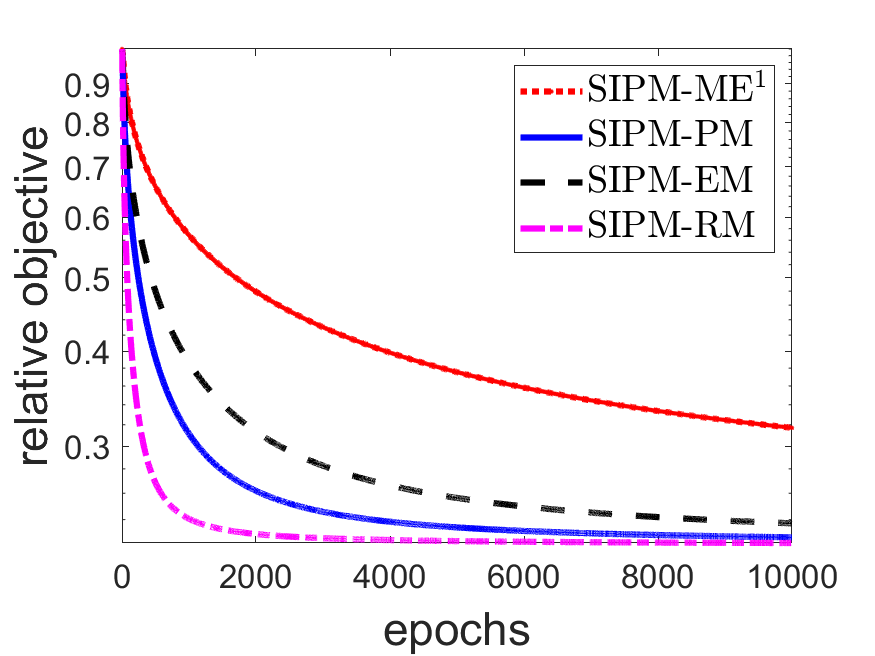 SIPM-ME¹
SIPM-PM
SIPM-EM
SIPM-RM
relative objective
0.9
0.8
0.7
0.6
0.5
0.4
0.3
0 2000 4000 6000 8000 10000
epochs